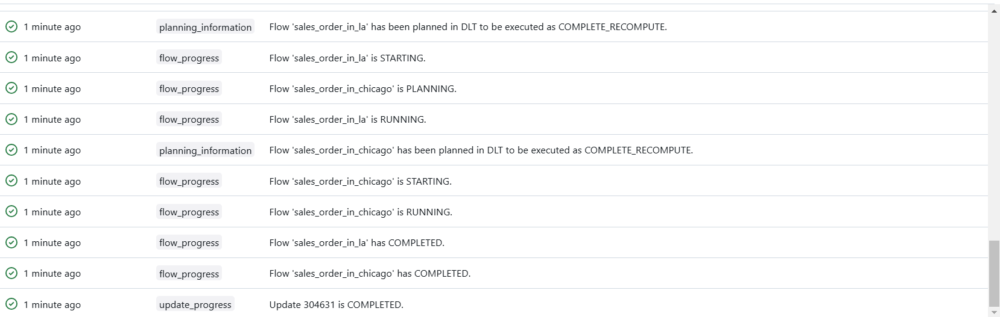 1 minute ago planning_information Flow 'sales_order_in_la' has been planned in DLT to be executed as COMPLETE_RECOMPUTE.
1 minute ago flow_progress Flow 'sales_order_in_la' is STARTING.
1 minute ago flow_progress Flow 'sales_order_in_chicago' is PLANNING.
1 minute ago flow_progress Flow 'sales_order_in_la' is RUNNING.
1 minute ago planning_information Flow 'sales_order_in_chicago' has been planned in DLT to be executed as COMPLETE_RECOMPUTE.
1 minute ago flow_progress Flow 'sales_order_in_chicago' is STARTING.
1 minute ago flow_progress Flow 'sales_order_in_chicago' is RUNNING.
1 minute ago flow_progress Flow 'sales_order_in_la' has COMPLETED.
1 minute ago flow_progress Flow 'sales_order_in_chicago' has COMPLETED.
1 minute ago update_progress Update 304631 is COMPLETED.